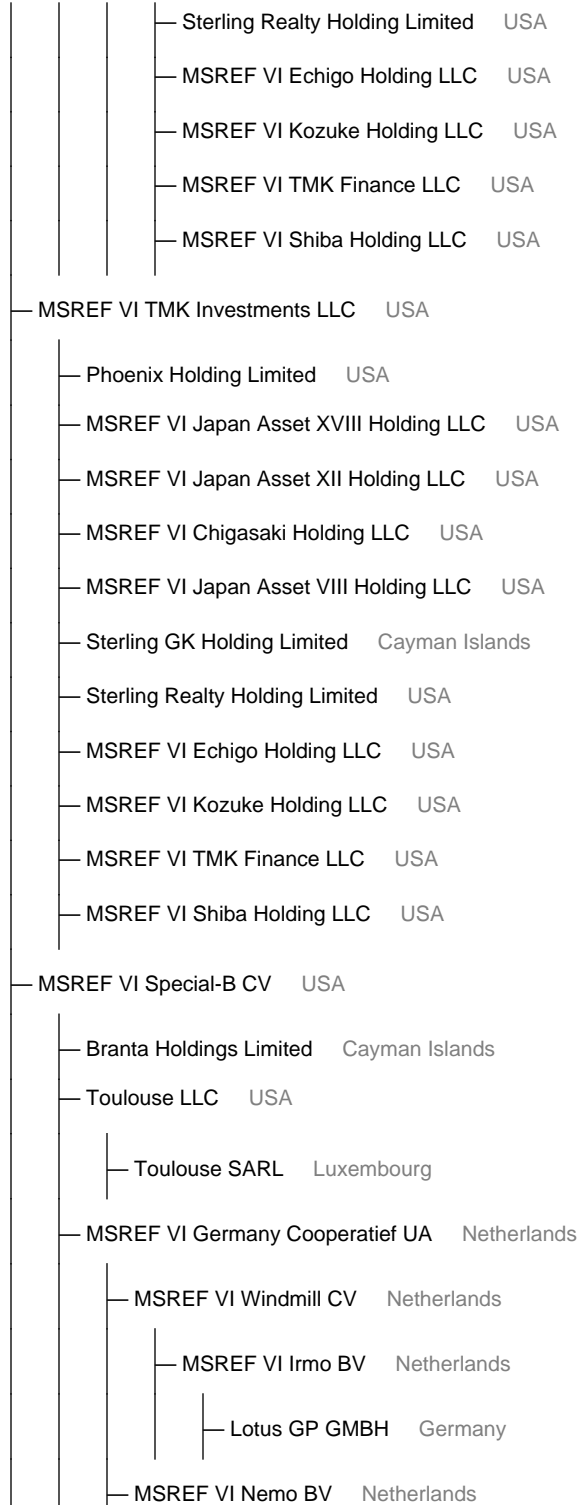 Sterling Realty Holding Limited USA
MSREF VI Echigo Holding LLC USA
MSREF VI Kozuke Holding LLC USA
MSREF VI TMK Finance LLC USA
MSREF VI Shiba Holding LLC USA
MSREF VI TMK Investments LLC USA
Phoenix Holding Limited USA
MSREF VI Japan Asset XVIII Holding LLC USA
MSREF VI Japan Asset XII Holding LLC USA
MSREF VI Chigasaki Holding LLC USA
MSREF VI Japan Asset VIII Holding LLC USA
Sterling GK Holding Limited Cayman Islands
Sterling Realty Holding Limited USA
MSREF VI Echigo Holding LLC USA
MSREF VI Kozuke Holding LLC USA
MSREF VI TMK Finance LLC USA
MSREF VI Shiba Holding LLC USA
MSREF VI Special-B CV USA
Branta Holdings Limited Cayman Islands
Toulouse LLC USA
Toulouse SARL Luxembourg
MSREF VI Germany Cooperatief UA Netherlands
MSREF VI Windmill CV Netherlands
MSREF VI Irmo BV Netherlands
Lotus GP GMBH Germany
MSREF VI Nemo BV Netherlands